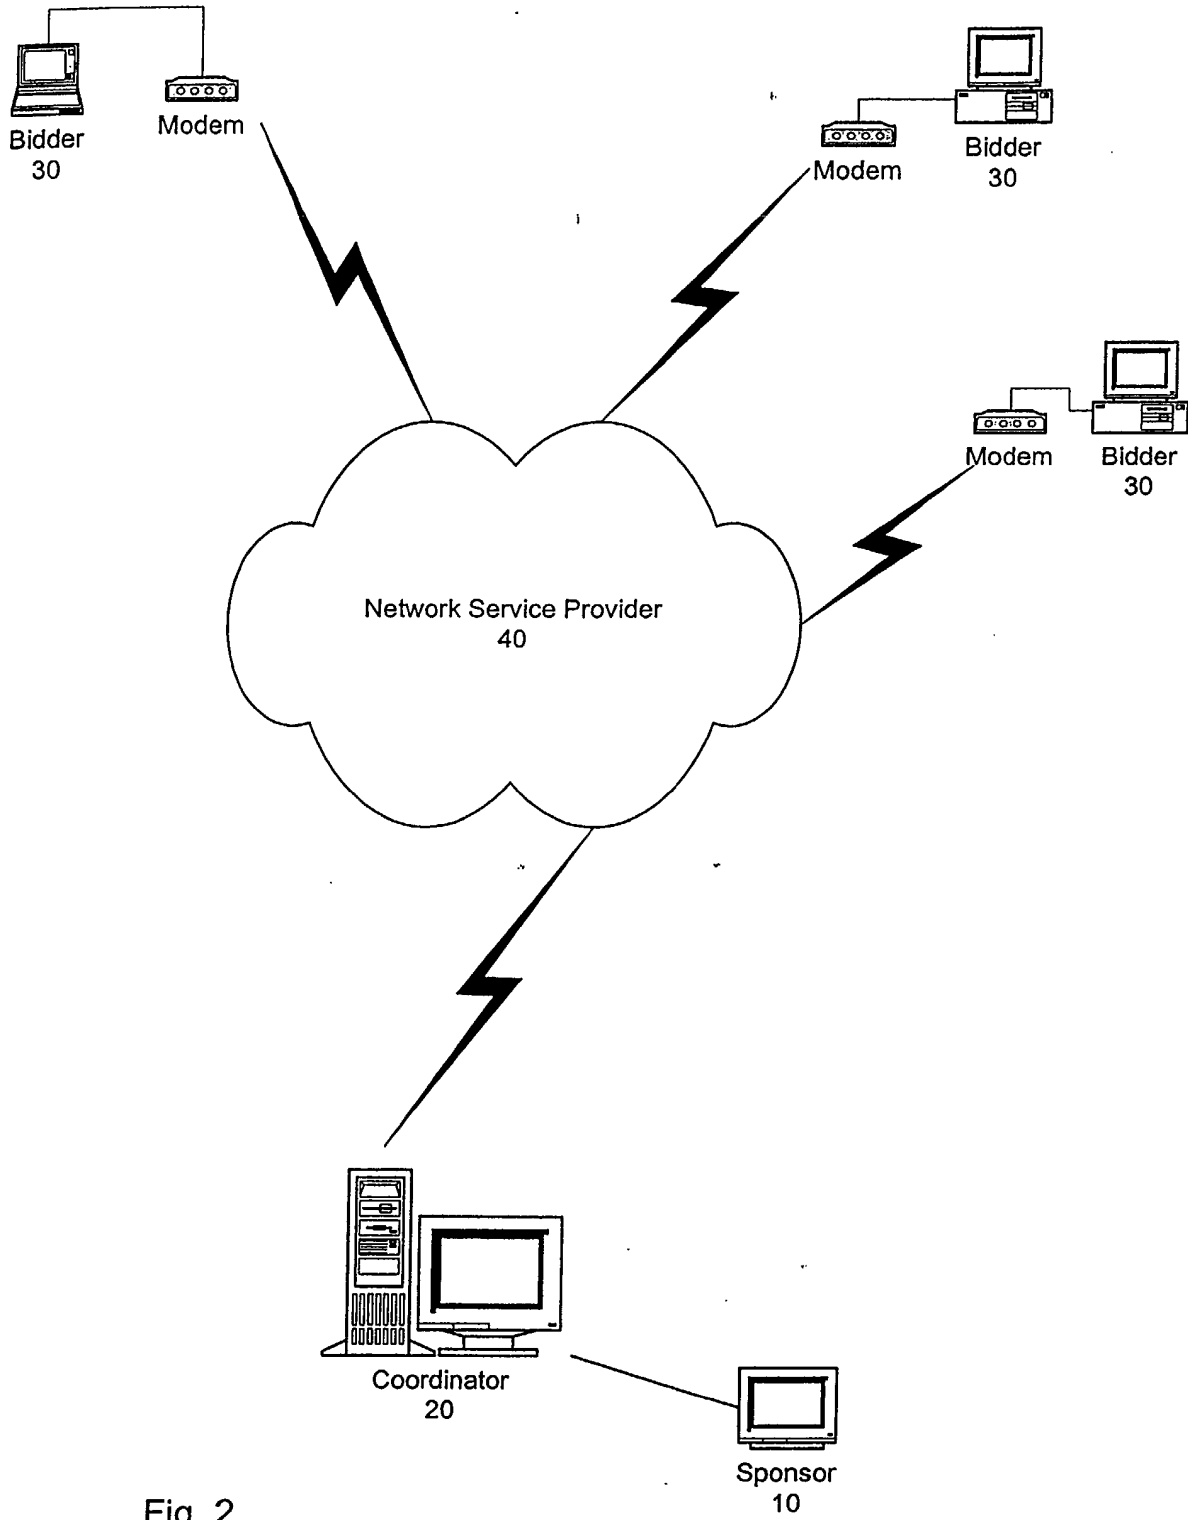 Bidder
30
Modem
Modem
Bidder
30
Modem
Bidder
30
Network Service Provider
40
Coordinator
20
Sponsor
10
Fig. 2